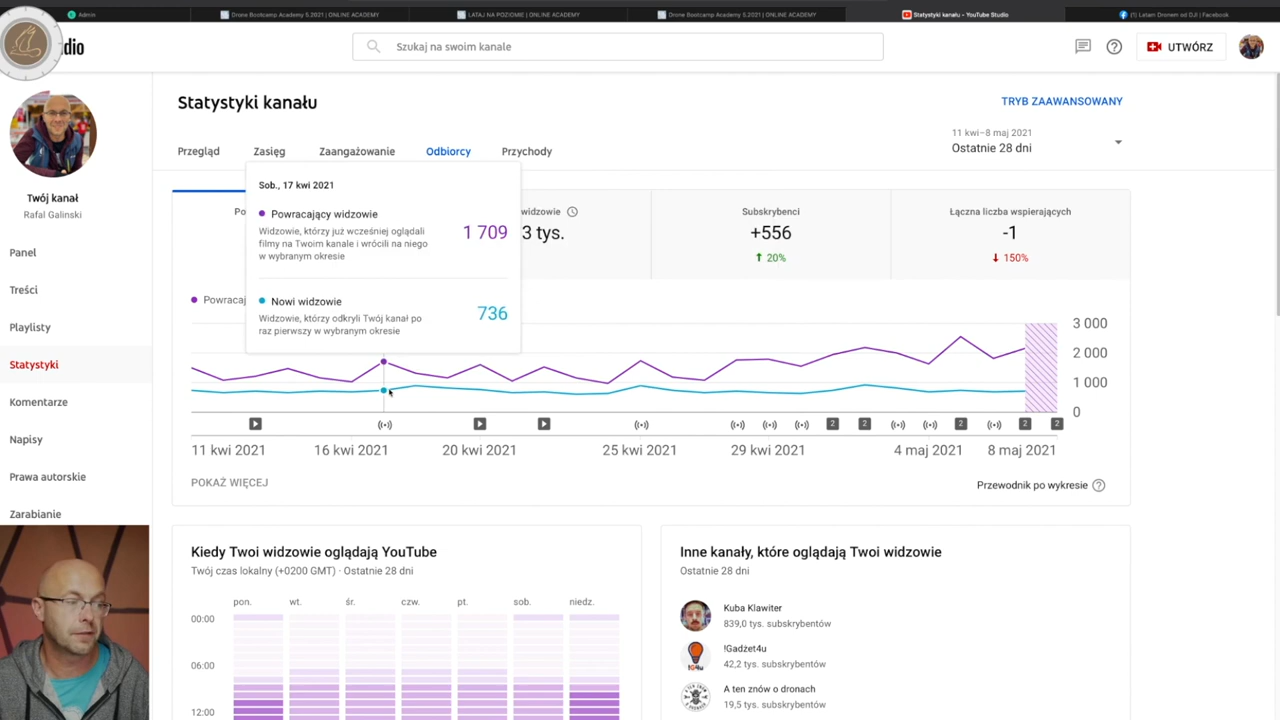 Admin
Drone Bootcamp Academy 5.2021 | ONLINE ACADEMY
LATAJ NA POZIOMIE | ONLINE ACADEMY
Drone Bootcamp Academy 5.2021 | ONLINE ACADEMY
Statystyki kanału - YouTube Studio
(1) Latam Dronem od DJI | Facebook
dio
Szukaj na swoim kanale
UTWÓRZ
Twój kanał
Rafal Galinski
Panel
Treści
Playlisty
Statystyki
Komentarze
Napisy
Prawa autorskie
Zarabianie
Statystyki kanału
TRYB ZAAWANSOWANY
11 kwi–8 maj 2021
Ostatnie 28 dni
Przegląd
Zasięg
Zaangażowanie
Odbiorcy
Przychody
Sob., 17 kwi 2021
Powracający widzowie
1 709
Widzowie, którzy już wcześniej oglądali
filmy na Twoim kanale i wrócili na niego
w wybranym okresie
Nowi widzowie
736
Widzowie, którzy odkryli Twój kanał po
raz pierwszy w wybranym okresie
Po
widzowie
3 tys.
Subskrybenci
+556
20%
Łączna liczba wspierających
-1
150%
Powracaj
3 000
2 000
1 000
0
2
2
2
2
2
11 kwi 2021
16 kwi 2021
20 kwi 2021
25 kwi 2021
29 kwi 2021
4 maj 2021
8 maj 2021
POKAŻ WIĘCEJ
Przewodnik po wykresie
Kiedy Twoi widzowie oglądają YouTube
Twój czas lokalny (+0200 GMT) · Ostatnie 28 dni
pon.
wt.
śr.
czw.
pt.
sob.
niedz.
00:00
06:00
12:00
Inne kanały, które oglądają Twoi widzowie
Ostatnie 28 dni
Kuba Klawiter
839,0 tys. subskrybentów
!Gadżet4u
42,2 tys. subskrybentów
A ten znów o dronach
19,5 tys. subskrybentów